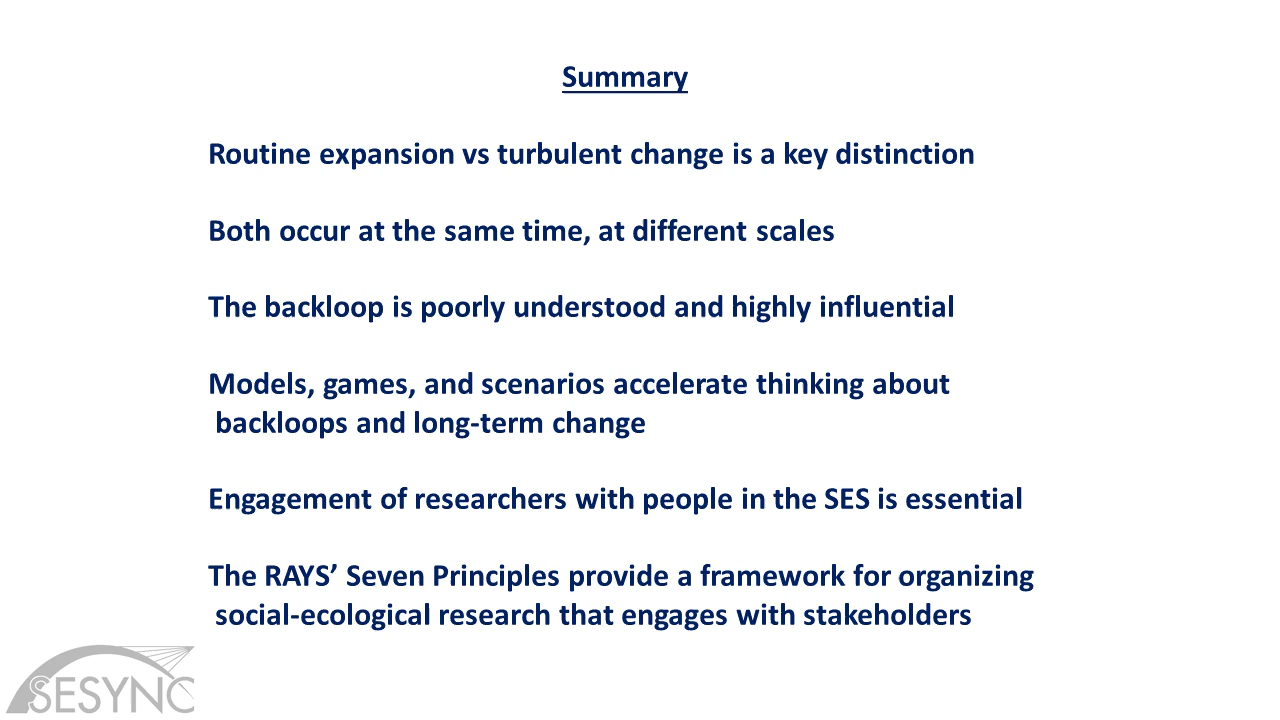 Summary
Routine expansion vs turbulent change is a key distinction
Both occur at the same time, at different scales
The backloop is poorly understood and highly influential
Models, games, and scenarios accelerate thinking about
backloops and long-term change
Engagement of researchers with people in the SES is essential
The RAYS’ Seven Principles provide a framework for organizing
social-ecological research that engages with stakeholders
SESYNC